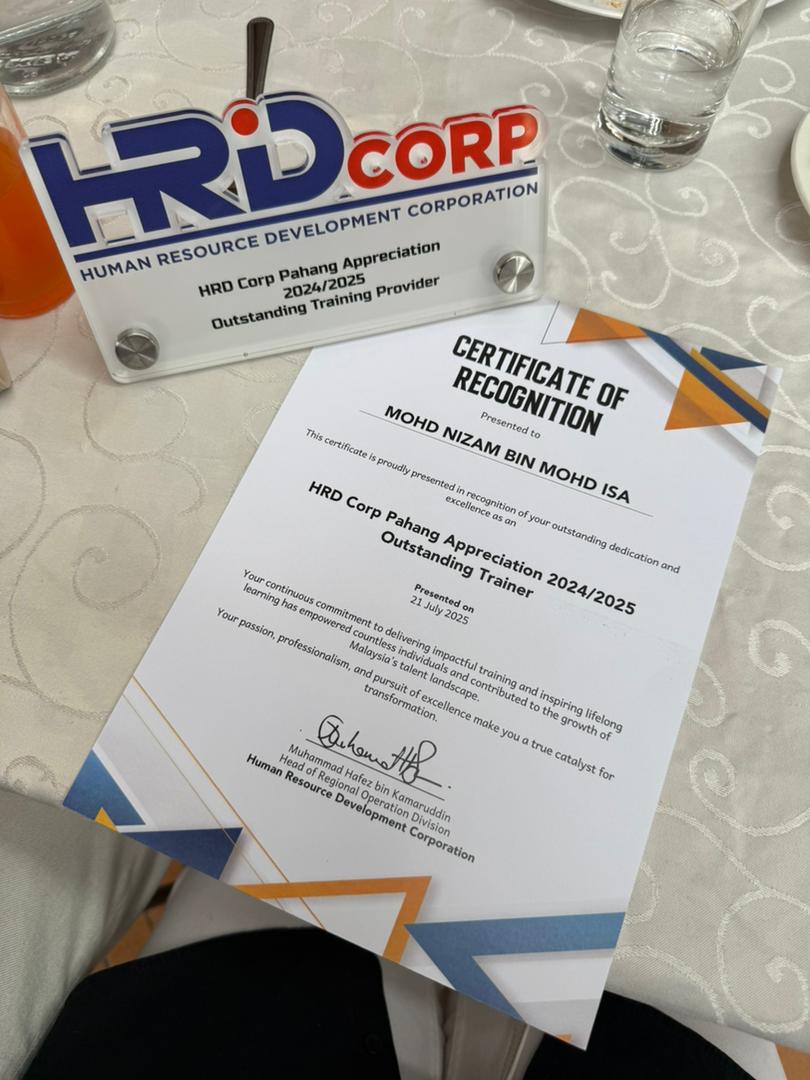 HRD CORP
HUMAN RESOURCE DEVELOPMENT CORPORATION
HRD Corp Pahang Appreciation
2024/2025
Outstanding Training Provider
CERTIFICATE OF
RECOGNITION
Presented to
MOHD NIZAM BIN MOHD ISA
This certificate is proudly presented in recognition of your outstanding dedication and
excellence as an
HRD Corp Pahang Appreciation 2024/2025
Outstanding Trainer
Presented on
21 July 2025
Your continuous commitment to delivering impactful training and inspiring lifelong
learning has empowered countless individuals and contributed to the growth of
Malaysia's talent landscape.
Your passion, professionalism, and pursuit of excellence make you a true catalyst for
transformation.
Muhammad Hafez bin Kamaruddin
Head of Regional Operation Division
Human Resource Development Corporation